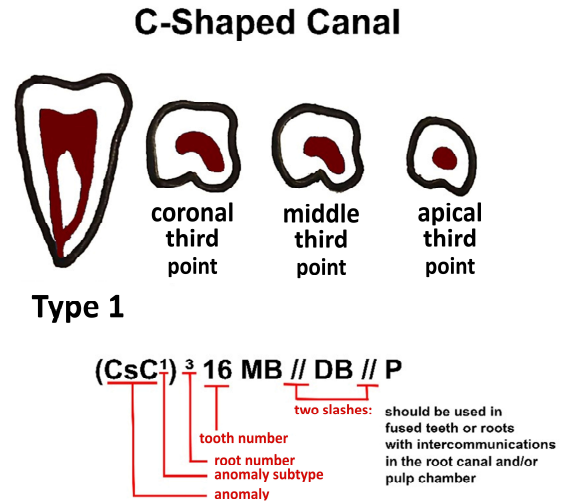 C-Shaped Canal
coronal third point
middle third point
apical third point
Type 1
(CsC¹) ³ 16 MB // DB // P
two slashes:
should be used in
fused teeth or roots
with intercommunications
in the root canal and/or
pulp chamber
tooth number
root number
anomaly subtype
anomaly